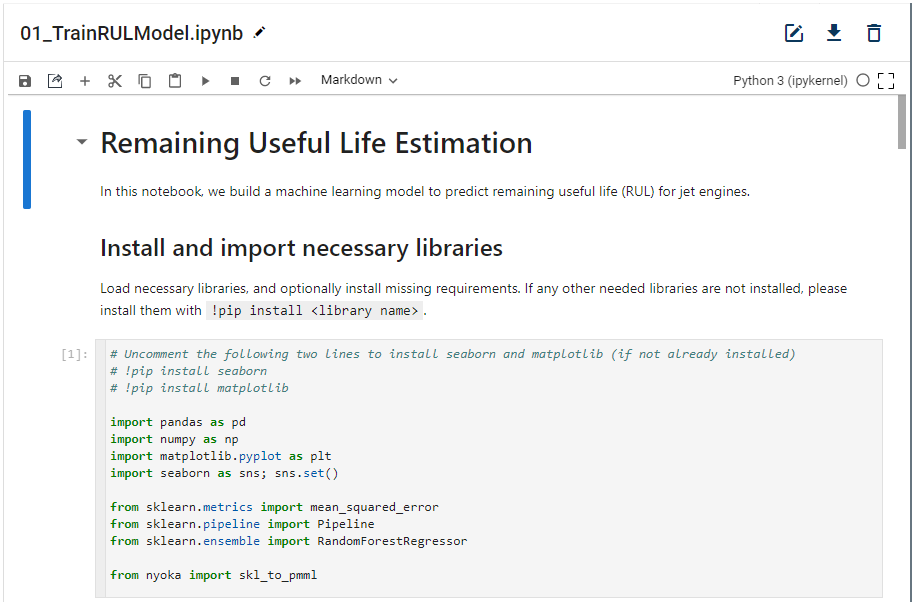 01_TrainRULModel.ipynb
Markdown
Python 3 (ipykernel)
Remaining Useful Life Estimation
In this notebook, we build a machine learning model to predict remaining useful life (RUL) for jet engines.
Install and import necessary libraries
Load necessary libraries, and optionally install missing requirements. If any other needed libraries are not installed, please
install them with !pip install <library name>.
[1]:
# Uncomment the following two lines to install seaborn and matplotlib (if not already installed)
# !pip install seaborn
# !pip install matplotlib
import pandas as pd
import numpy as np
import matplotlib.pyplot as plt
import seaborn as sns; sns.set()
from sklearn.metrics import mean_squared_error
from sklearn.pipeline import Pipeline
from sklearn.ensemble import RandomForestRegressor
from nyoka import skl_to_pmml